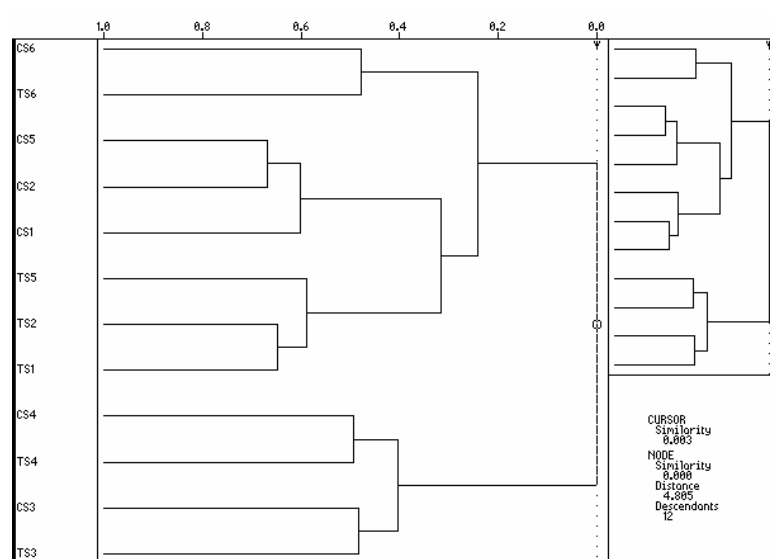 1.0 0.8 0.6 0.4 0.2 0.0
CS6
TS6
CS5
CS2
CS1
TS5
TS2
TS1
CS4
TS4
CS3
TS3
CURSOR
Similarity
0.003
NODE
Similarity
0.000
Distance
4.805
Descendants
12